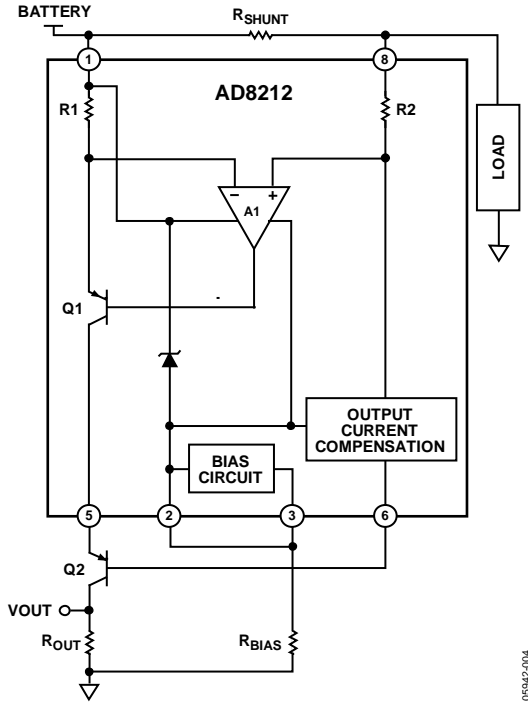 BATTERY
RSHUNT
1
8
AD8212
R1
R2
LOAD
− +
A1
Q1
OUTPUT
CURRENT
COMPENSATION
BIAS
CIRCUIT
5
2
3
6
Q2
VOUT
ROUT
RBIAS
05942-004